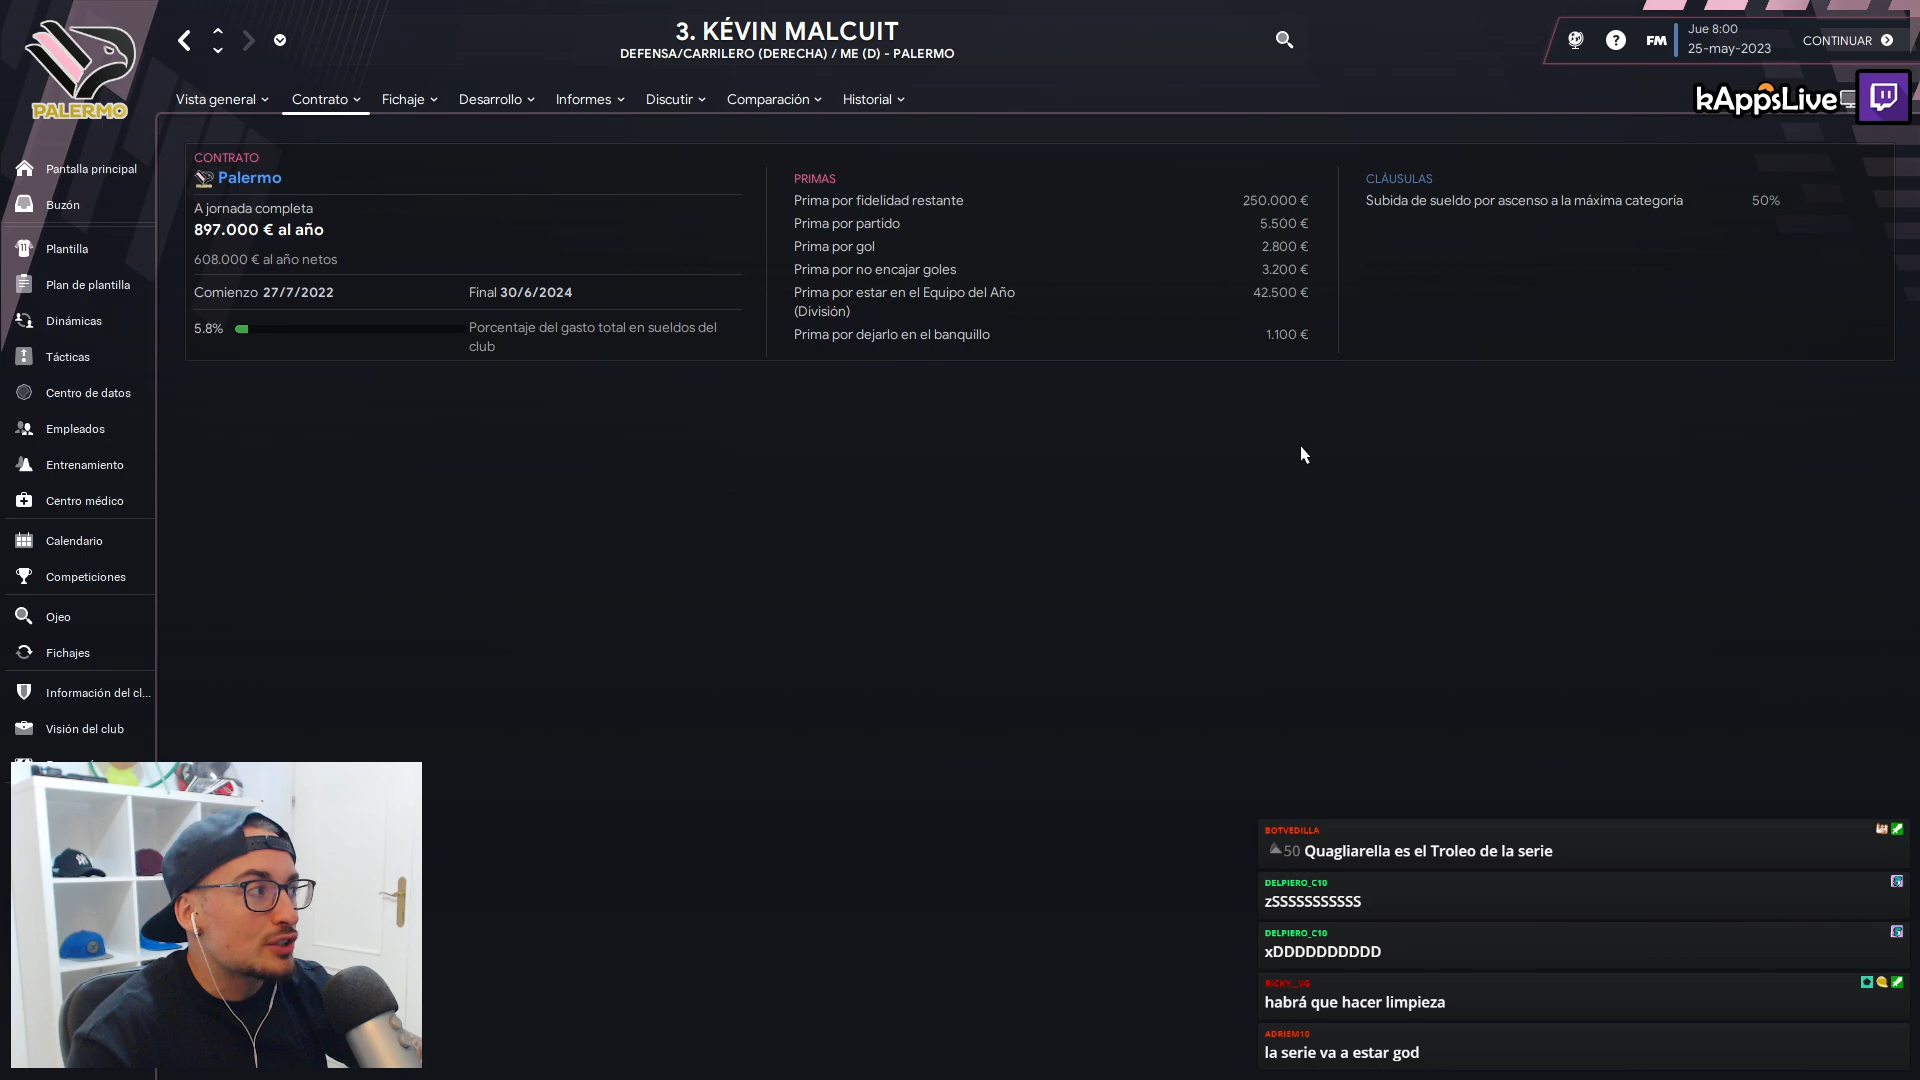 3. KÉVIN MALCUIT
DEFENSA/CARRILERO (DERECHA) / ME (D) - PALERMO
FM
Jue 8:00
25-may-2023
CONTINUAR
PALERMO
Vista general
Contrato
Fichaje
Desarrollo
Informes
Discutir
Comparación
Historial
kAppsLive
Pantalla principal
Buzón
Plantilla
Plan de plantilla
Dinámicas
Tácticas
Centro de datos
Empleados
Entrenamiento
Centro médico
Calendario
Competiciones
Ojeo
Fichajes
Información del cl...
Visión del club
CONTRATO
Palermo
A jornada completa
897.000 € al año
608.000 € al año netos
Comienzo 27/7/2022
Final 30/6/2024
5.8%
Porcentaje del gasto total en sueldos del
club
PRIMAS
Prima por fidelidad restante 250.000 €
Prima por partido 5.500 €
Prima por gol 2.800 €
Prima por no encajar goles 3.200 €
Prima por estar en el Equipo del Año 42.500 €
(División)
Prima por dejarlo en el banquillo 1.100 €
CLÁUSULAS
Subida de sueldo por ascenso a la máxima categoría 50%
BOTVEDILLA
50 Quagliarella es el Troleo de la serie
DELPIERO_C10
zSSSSSSSSSSS
DELPIERO_C10
xDDDDDDDDDD
RICKY__VG
habrá que hacer limpieza
ADRIEM10
la serie va a estar god